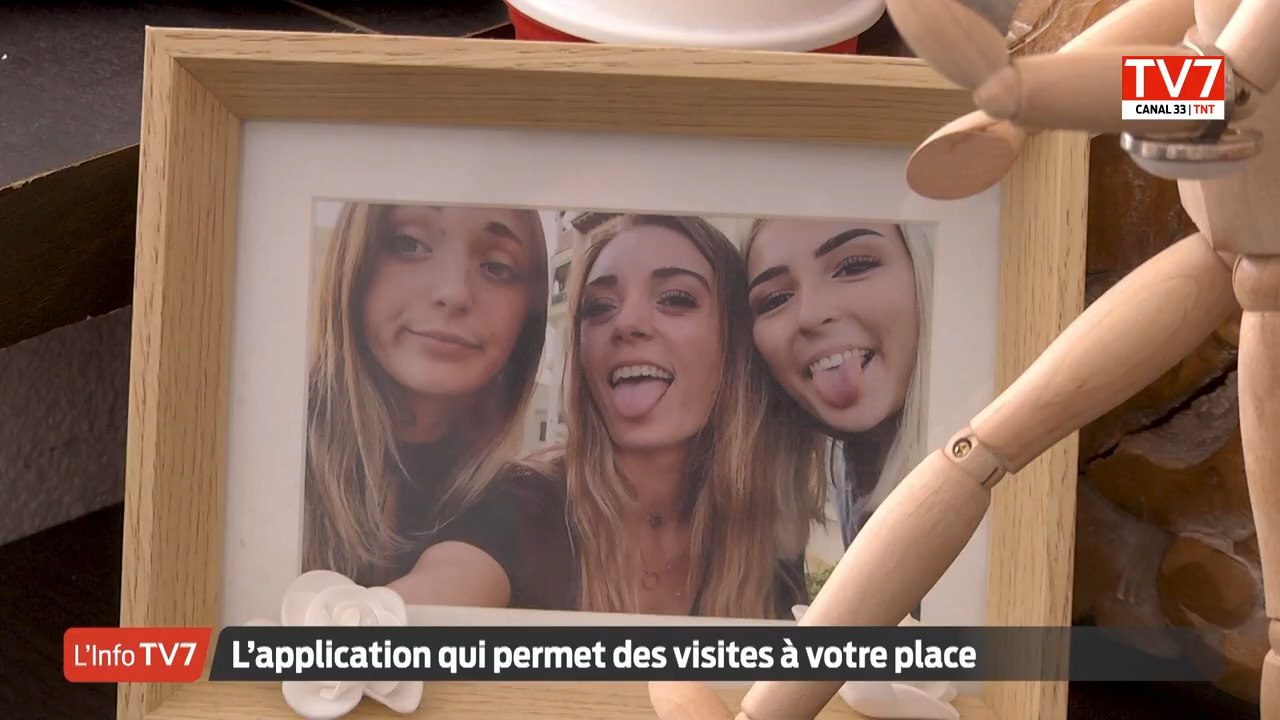 TV7
CANAL 33 | TNT
L'Info TV7
L'application qui permet des visites à votre place